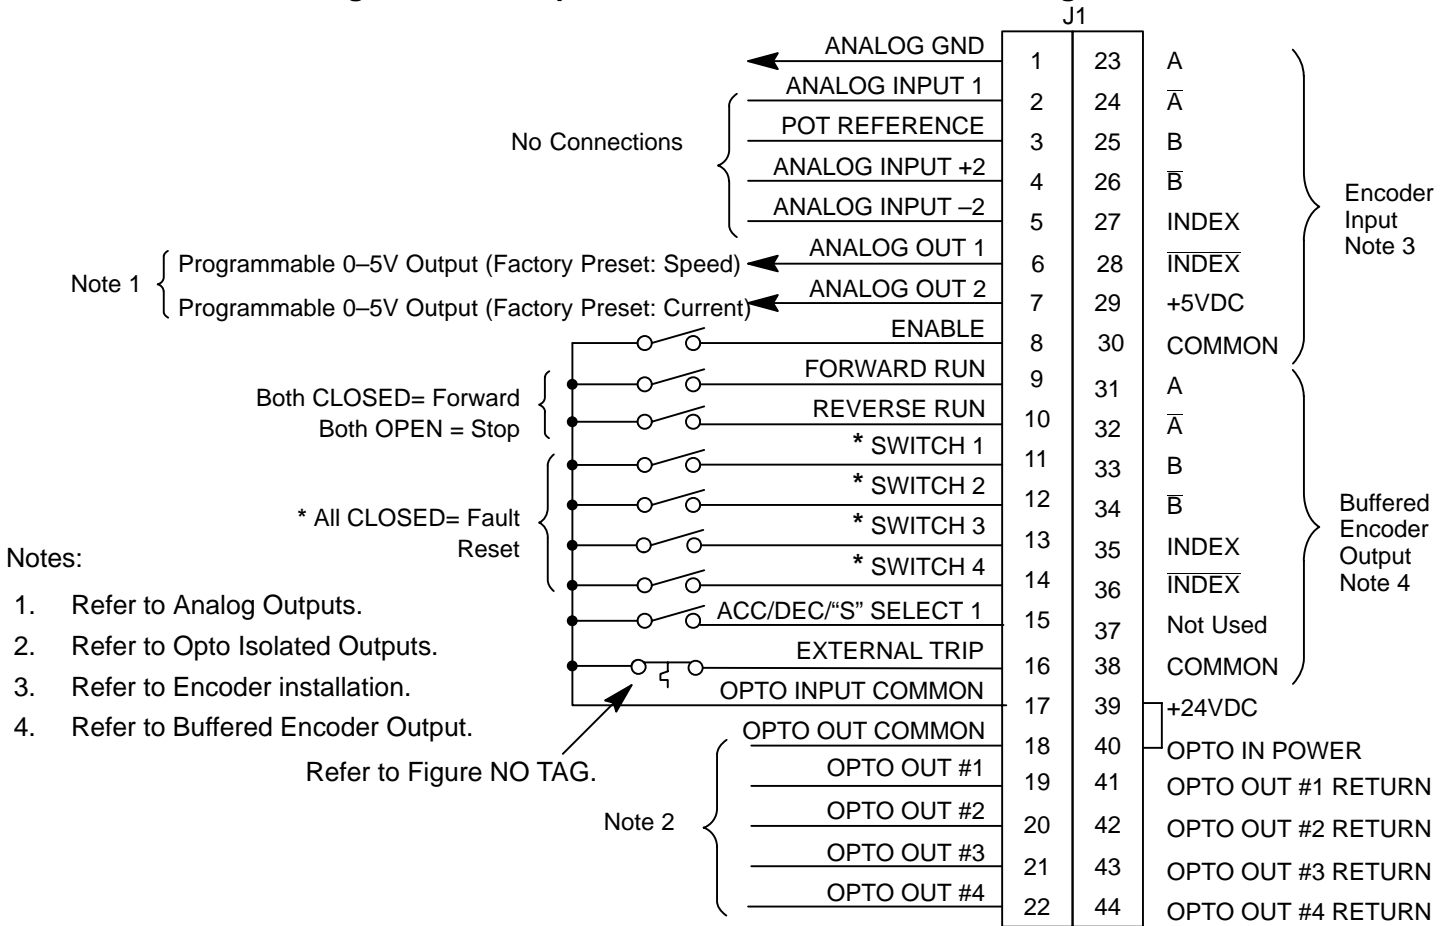 J1
ANALOG GND 1 23 A
ANALOG INPUT 1 2 24 A̅
POT REFERENCE 3 25 B
No Connections
ANALOG INPUT +2 4 26 B̅
ANALOG INPUT –2 5 27 INDEX
Encoder
Input
Note 3
ANALOG OUT 1 6 28 I̅N̅D̅E̅X̅
Note 1
Programmable 0–5V Output (Factory Preset: Speed)
ANALOG OUT 2 7 29 +5VDC
Programmable 0–5V Output (Factory Preset: Current)
ENABLE 8 30 COMMON
FORWARD RUN 9 31 A
Both CLOSED= Forward
Both OPEN = Stop
REVERSE RUN 10 32 A̅
* SWITCH 1 11 33 B
* SWITCH 2 12 34 B̅
* All CLOSED= Fault
Reset
* SWITCH 3 13 35 INDEX
Buffered
Encoder
Output
Note 4
* SWITCH 4 14 36 I̅N̅D̅E̅X̅
ACC/DEC/“S” SELECT 1 15 37 Not Used
EXTERNAL TRIP 16 38 COMMON
OPTO INPUT COMMON 17 39 +24VDC
OPTO OUT COMMON 18 40 OPTO IN POWER
OPTO OUT #1 19 41 OPTO OUT #1 RETURN
Note 2
OPTO OUT #2 20 42 OPTO OUT #2 RETURN
OPTO OUT #3 21 43 OPTO OUT #3 RETURN
OPTO OUT #4 22 44 OPTO OUT #4 RETURN
Notes:
1. Refer to Analog Outputs.
2. Refer to Opto Isolated Outputs.
3. Refer to Encoder installation.
4. Refer to Buffered Encoder Output.
Refer to Figure NO TAG.